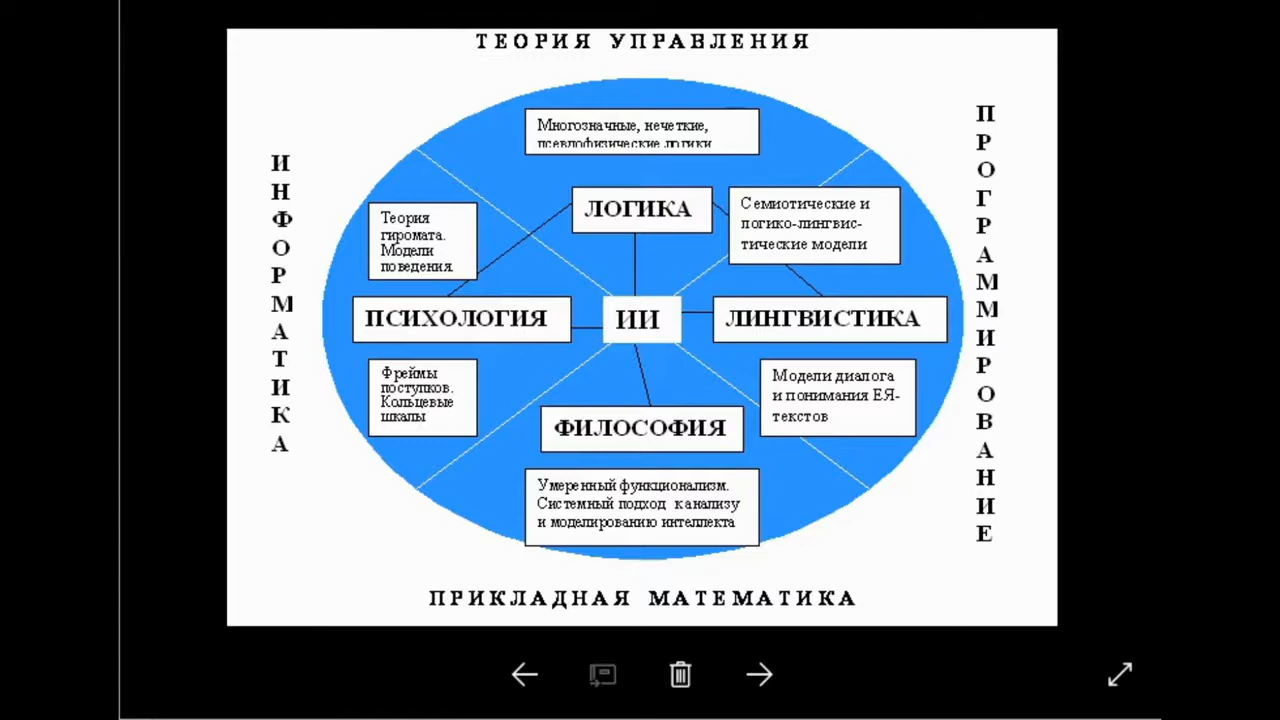 ТЕОРИЯ УПРАВЛЕНИЯ
ИНФОРМАТИКА
ПРОГРАММИРОВАНИЕ
Многозначные, нечеткие,
псевдофизические логики
ЛОГИКА
Семиотические и
логико-лингвис-
тические модели
Теория
гиромата.
Модели
поведения
ПСИХОЛОГИЯ
ИИ
ЛИНГВИСТИКА
Фреймы
поступков.
Кольцевые
шкалы
Модели диалога
и понимания ЕЯ-
текстов
ФИЛОСОФИЯ
Умеренный функционализм.
Системный подход к анализу
и моделированию интеллекта
ПРИКЛАДНАЯ МАТЕМАТИКА